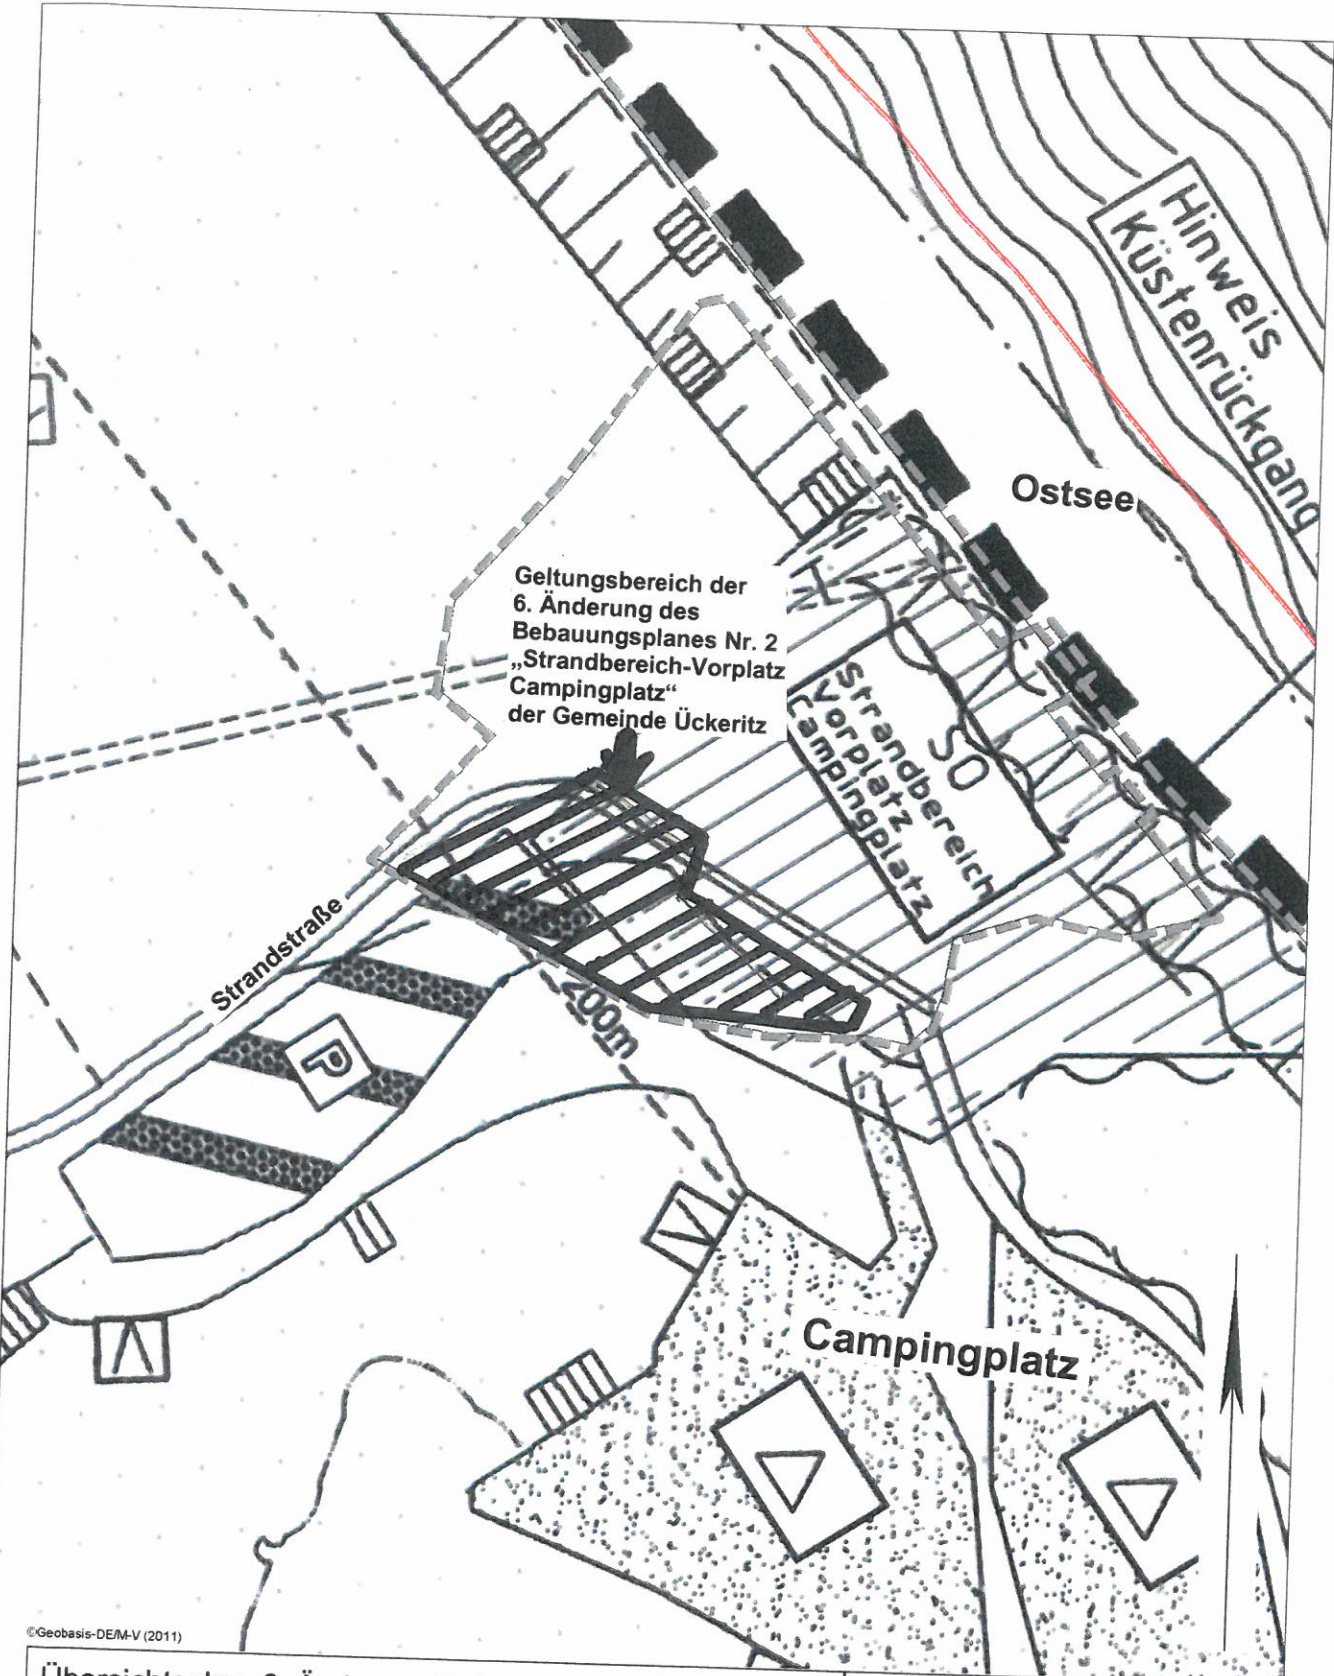 Hinweis
Küstenrückgang
Ostsee
Geltungsbereich der
6. Änderung des
Bebauungsplanes Nr. 2
„Strandbereich-Vorplatz
Campingplatz“
der Gemeinde Ückeritz
SO
Strandbereich
Vorplatz
Campingplatz
Strandstraße
200m
P
Campingplatz
©Geobasis-DE/M-V (2011)